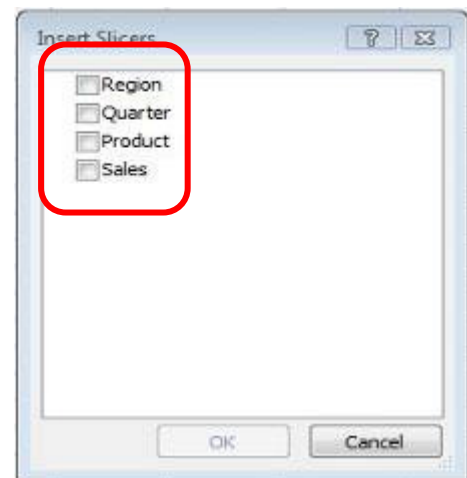 Insert Slicers ?
Region
Quarter
Product
Sales
OK Cancel